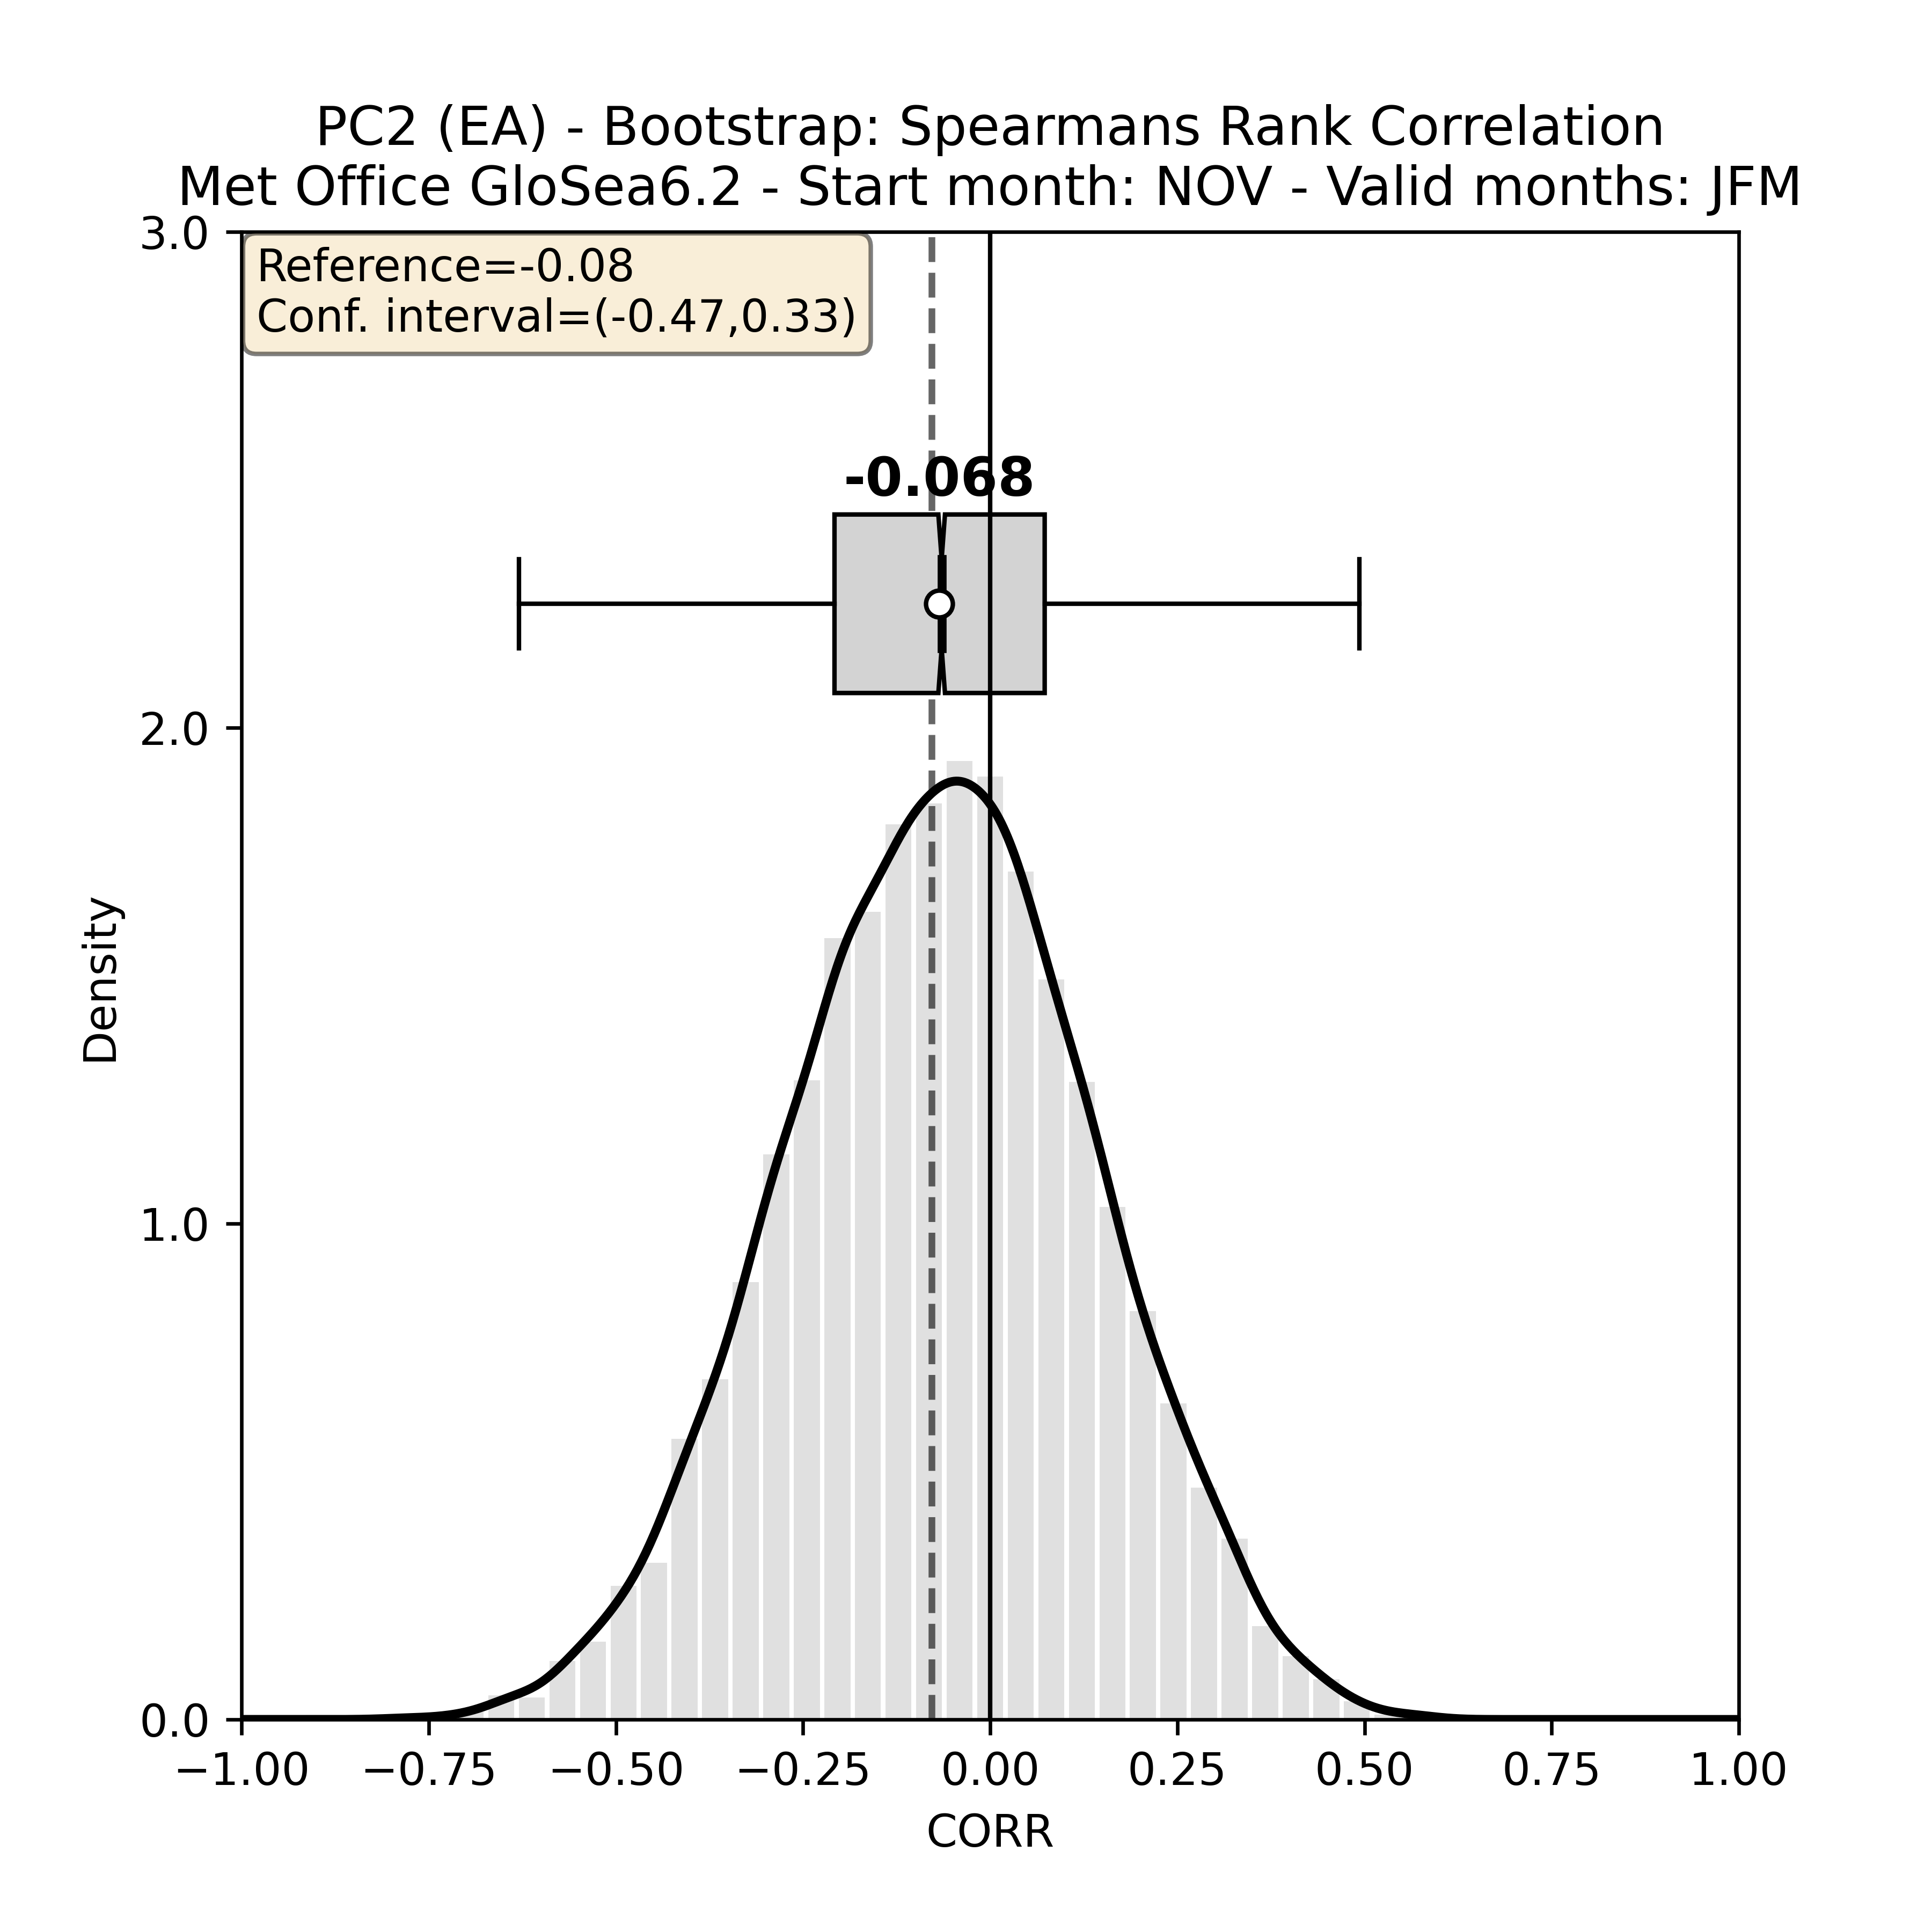 PC2 (EA) - Bootstrap: Spearmans Rank Correlation
Met Office GloSea6.2 - Start month: NOV - Valid months: JFM
3.0
Reference=-0.08
Conf. interval=(-0.47,0.33)
-0.068
2.0
Density
1.0
0.0
−1.00 −0.75 −0.50 −0.25 0.00 0.25 0.50 0.75 1.00
CORR